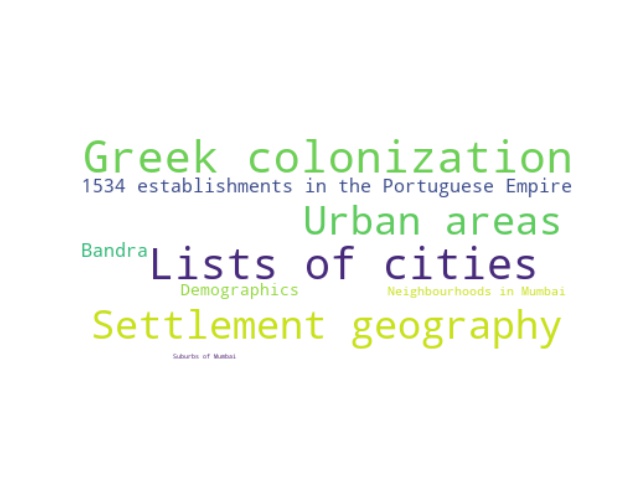 Greek colonization
1534 establishments in the Portuguese Empire
Urban areas
Bandra
Lists of cities
Demographics
Neighbourhoods in Mumbai
Settlement geography
Suburbs of Mumbai